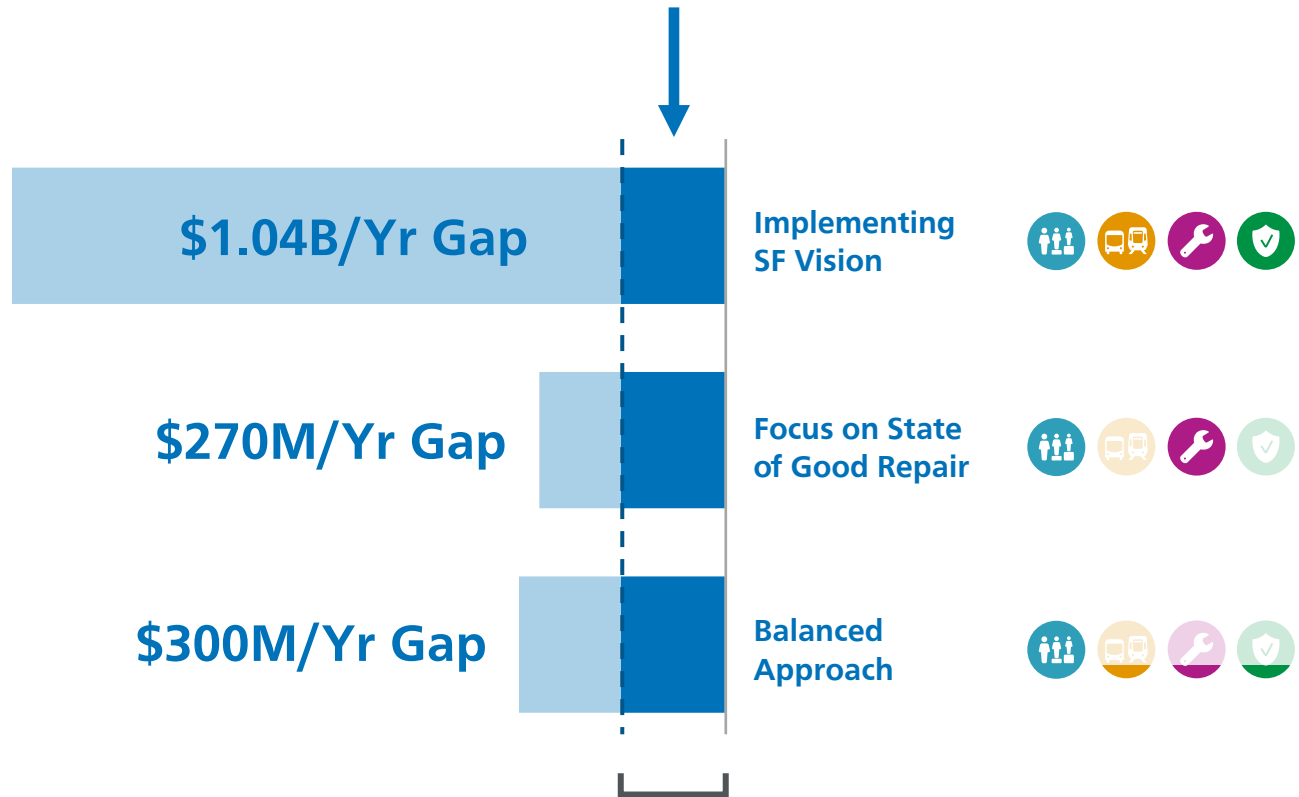 $1.04B/Yr Gap
Implementing
SF Vision
$270M/Yr Gap
Focus on State
of Good Repair
$300M/Yr Gap
Balanced
Approach